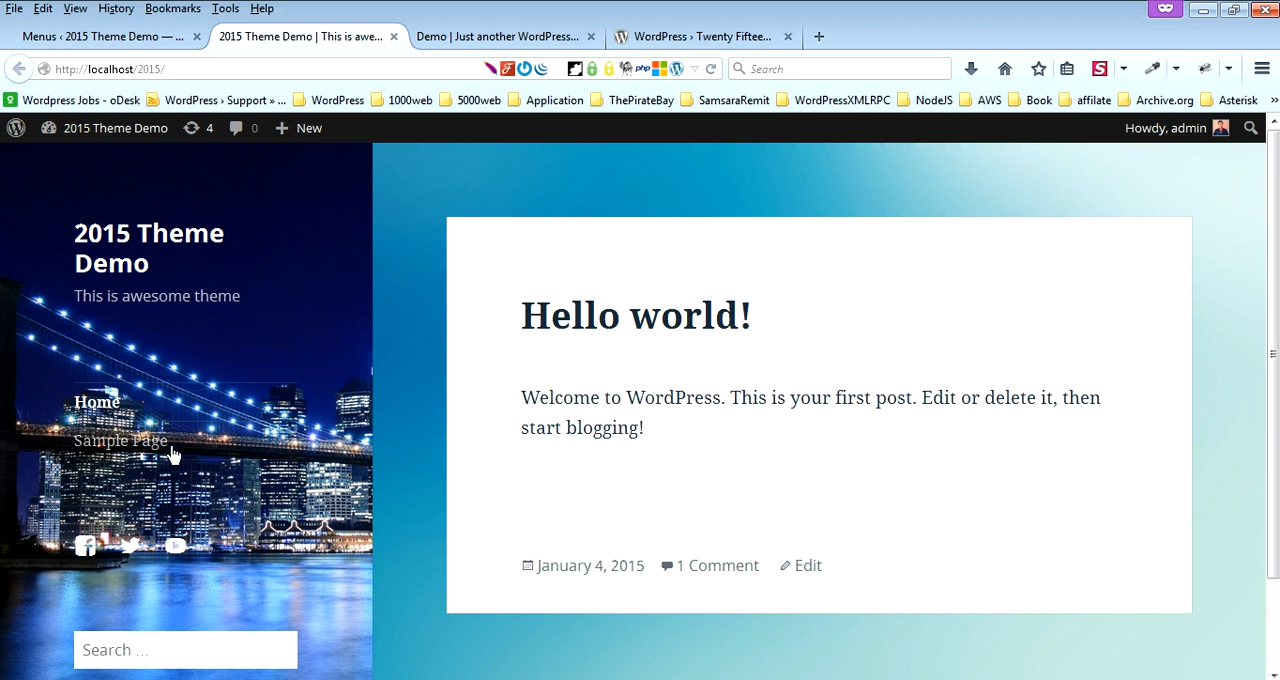 File Edit View History Bookmarks Tools Help
Menus ‹ 2015 Theme Demo — ...
2015 Theme Demo | This is awe...
Demo | Just another WordPress...
WordPress › Twenty Fiftee...
http://localhost/2015/
php
Search
S
Wordpress Jobs - oDesk
WordPress › Support » ...
WordPress
1000web
5000web
Application
ThePirateBay
SamsaraRemit
WordPressXMLRPC
NodeJS
AWS
Book
affilate
Archive.org
Asterisk
2015 Theme Demo
4
0
New
Howdy, admin
2015 Theme
Demo
This is awesome theme
Home
Sample Page
Search ...
Hello world!
Welcome to WordPress. This is your first post. Edit or delete it, then
start blogging!
January 4, 2015 1 Comment Edit